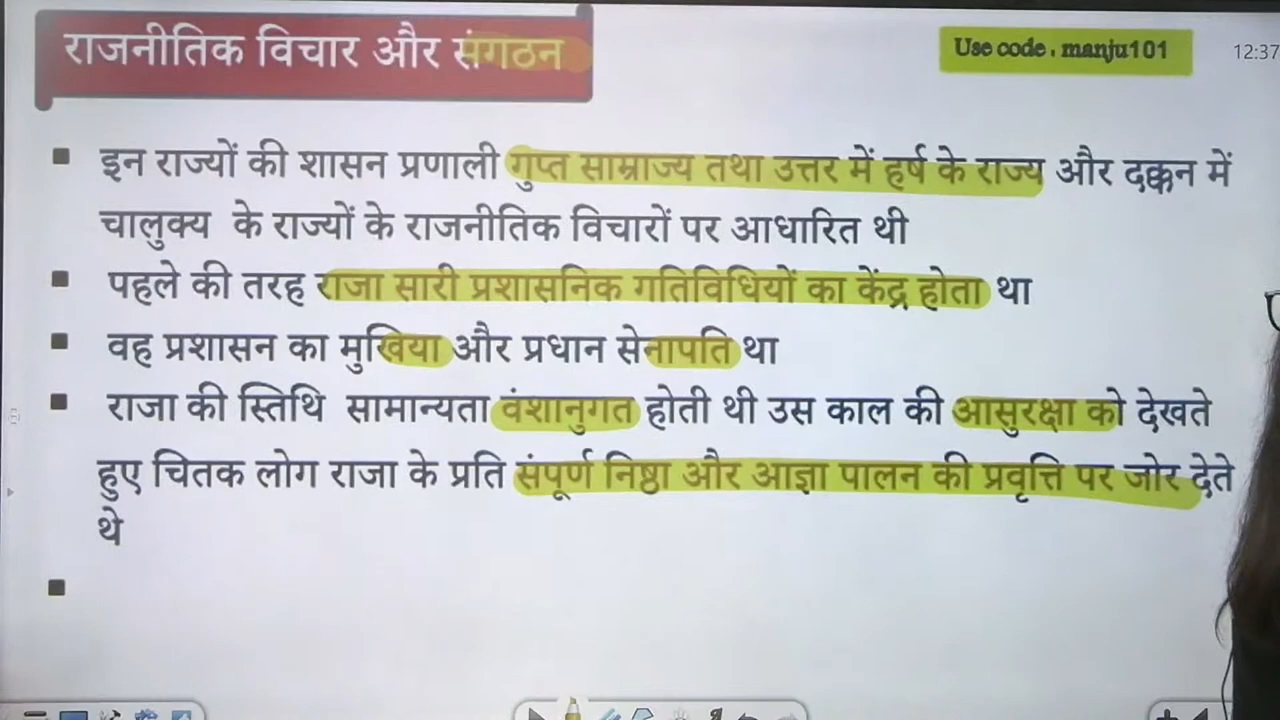 राजनीतिक विचार और संगठन
Use code . manju101
12:37
इन राज्यों की शासन प्रणाली गुप्त साम्राज्य तथा उत्तर में हर्ष के राज्य और दक्कन में
चालुक्य के राज्यों के राजनीतिक विचारों पर आधारित थी
पहले की तरह राजा सारी प्रशासनिक गतिविधियों का केंद्र होता था
वह प्रशासन का मुखिया और प्रधान सेनापति था
राजा की स्तिथि सामान्यता वंशानुगत होती थी उस काल की आसुरक्षा को देखते
हुए चितक लोग राजा के प्रति संपूर्ण निष्ठा और आज्ञा पालन की प्रवृत्ति पर जोर देते
थे